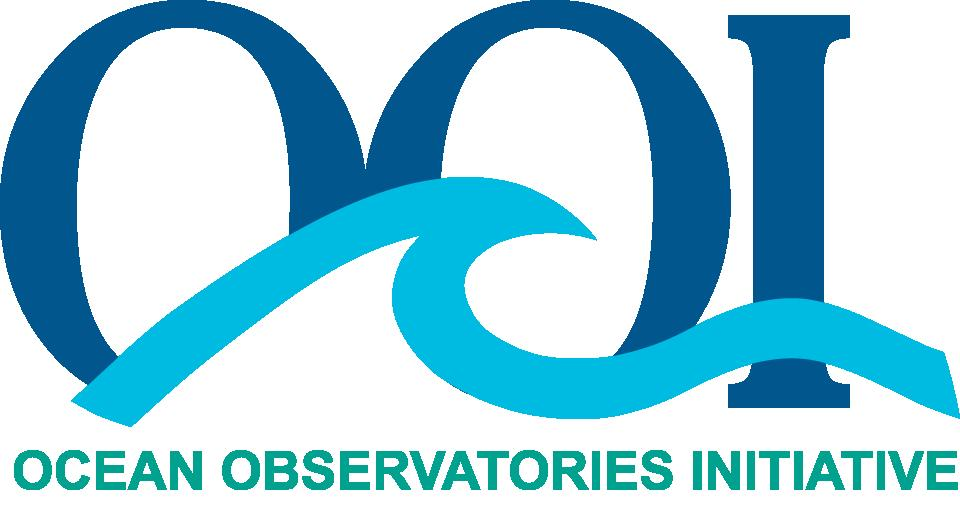 OOI
OCEAN OBSERVATORIES INITIATIVE